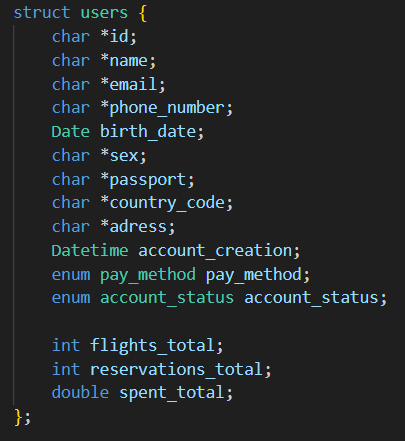 struct users {
    char *id;
    char *name;
    char *email;
    char *phone_number;
    Date birth_date;
    char *sex;
    char *passport;
    char *country_code;
    char *adress;
    Datetime account_creation;
    enum pay_method pay_method;
    enum account_status account_status;

    int flights_total;
    int reservations_total;
    double spent_total;
};